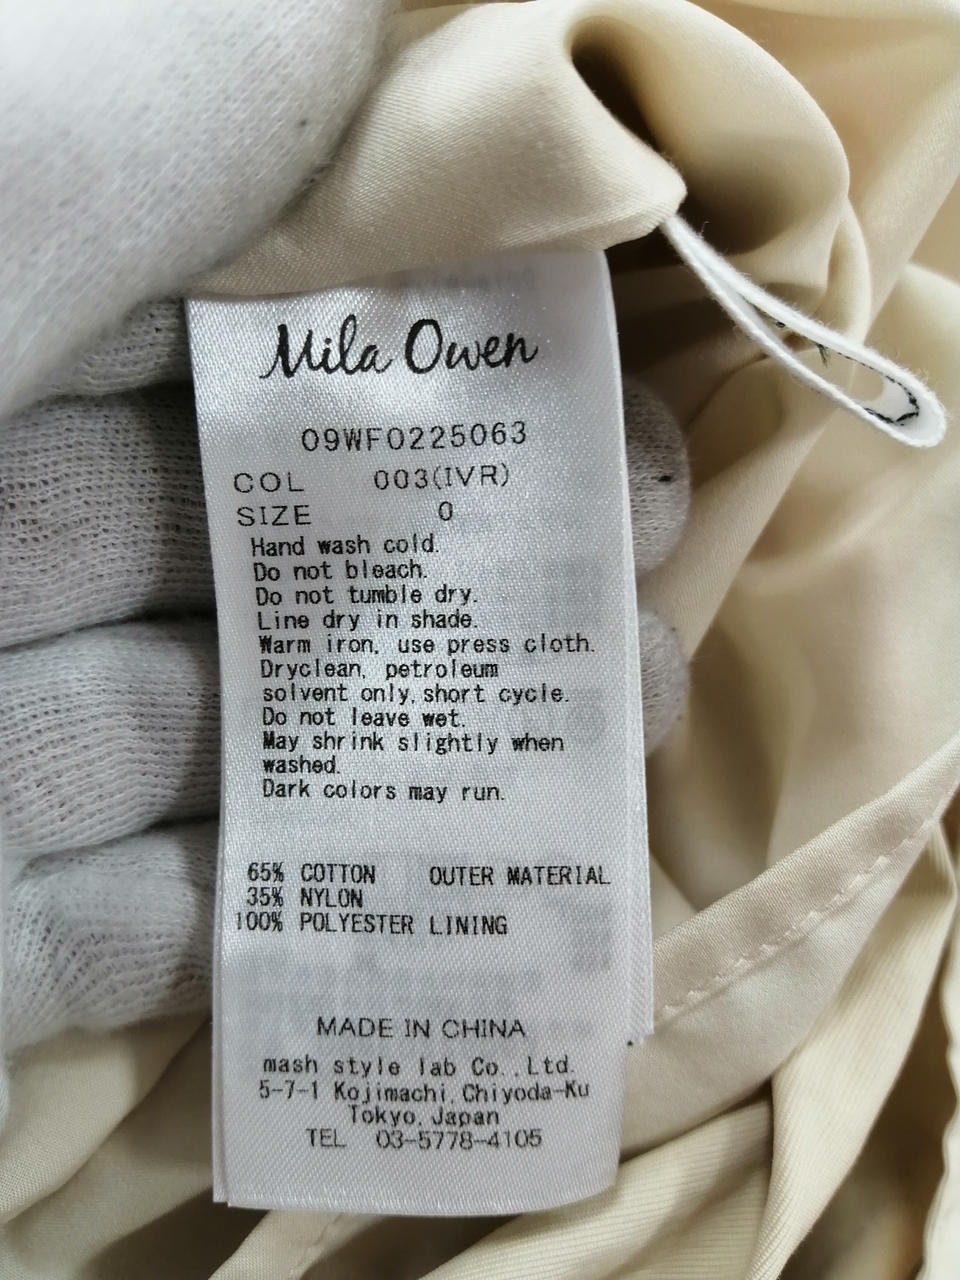 Mila Owen
09WF0225063
COL 003(IVR)
SIZE 0
Hand wash cold.
Do not bleach.
Do not tumble dry.
Line dry in shade.
Warm iron, use press cloth.
Dryclean, petroleum
solvent only,short cycle.
Do not leave wet.
May shrink slightly when
washed.
Dark colors may run.
65% COTTON OUTER MATERIAL
35% NYLON
100% POLYESTER LINING
MADE IN CHINA
mash style lab Co.,Ltd.
5-7-1 Kojimachi,Chiyoda-Ku
Tokyo,Japan
TEL 03-5778-4105